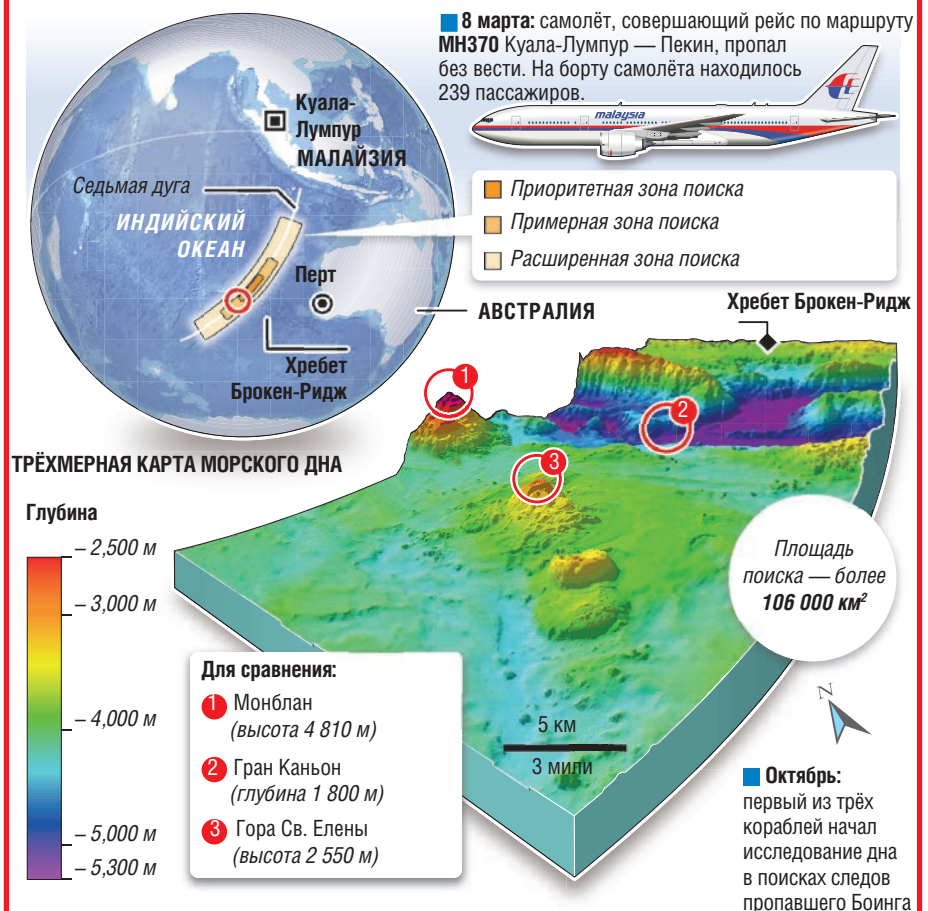 8 марта: самолёт, совершающий рейс по маршруту
MH370 Куала-Лумпур — Пекин, пропал
без вести. На борту самолёта находилось
239 пассажиров.
malaysia
Куала-
Лумпур
МАЛАЙЗИЯ
Седьмая дуга
ИНДИЙСКИЙ
ОКЕАН
Перт
АВСТРАЛИЯ
Хребет
Брокен-Ридж
Приоритетная зона поиска
Примерная зона поиска
Расширенная зона поиска
Хребет Брокен-Ридж
1
2
3
ТРЁХМЕРНАЯ КАРТА МОРСКОГО ДНА
Глубина
– 2,500 м
– 3,000 м
– 4,000 м
– 5,000 м
– 5,300 м
Площадь
поиска — более
106 000 км²
Для сравнения:
1 Монблан
(высота 4 810 м)
2 Гран Каньон
(глубина 1 800 м)
3 Гора Св. Елены
(высота 2 550 м)
5 км
3 мили
N
Октябрь:
первый из трёх
кораблей начал
исследование дна
в поисках следов
пропавшего Боинга